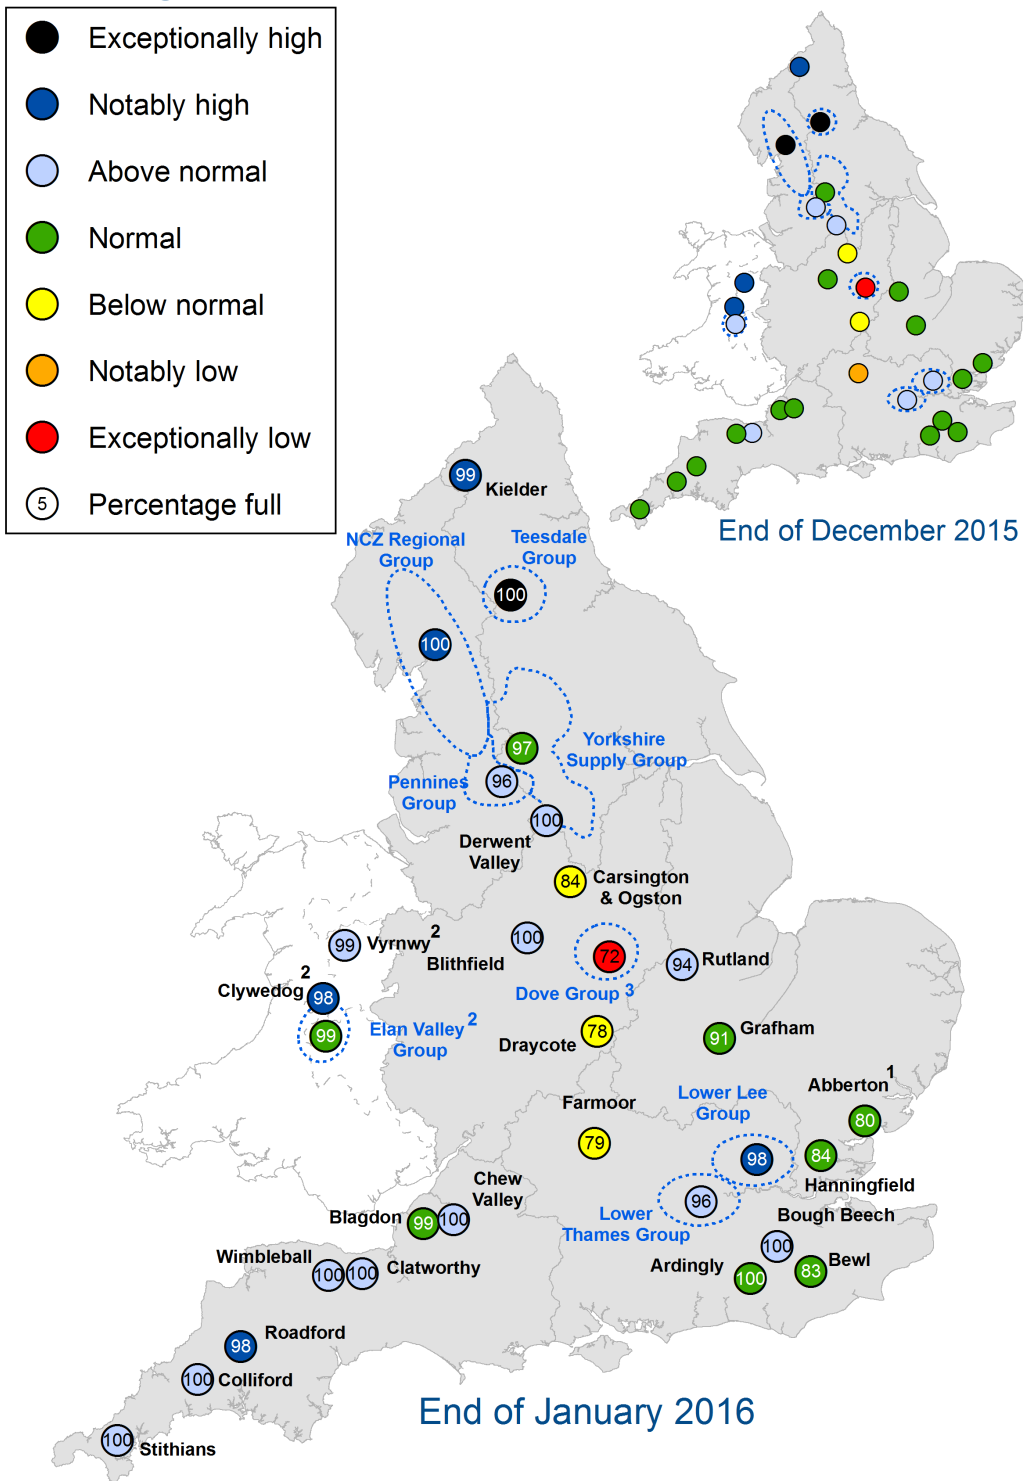 Exceptionally high
Notably high
Above normal
Normal
Below normal
Notably low
Exceptionally low
5 Percentage full
End of December 2015
99
Kielder
NCZ Regional
Group
Teesdale
Group
100
100
97
Yorkshire
Supply Group
Pennines
Group
96
100
Derwent
Valley
84
Carsington
& Ogston
99
Vyrnwy2
100
Blithfield
72
Dove Group 3
94
Rutland
2
Clywedog
98
99
Elan Valley 2
Group
78
Draycote
91
Grafham
Abberton1
80
Farmoor
79
Lower Lee
Group
98
84
Hanningfield
Chew
Valley
Blagdon
99
100
96
Lower
Thames Group
Bough Beech
100
Wimbleball
100
100
Clatworthy
Ardingly
100
83
Bewl
Roadford
98
100
Colliford
End of January 2016
100
Stithians